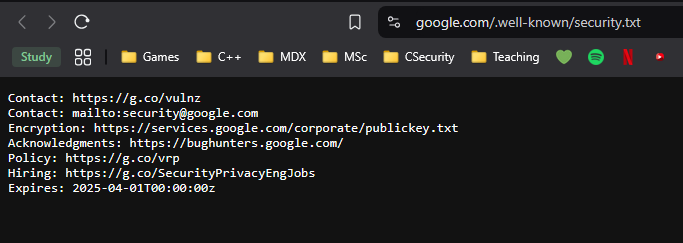 google.com/.well-known/security.txt
Study Games C++ MDX MSc CSecurity Teaching
Contact: https://g.co/vulnz
Contact: mailto:security@google.com
Encryption: https://services.google.com/corporate/publickey.txt
Acknowledgments: https://bughunters.google.com/
Policy: https://g.co/vrp
Hiring: https://g.co/SecurityPrivacyEngJobs
Expires: 2025-04-01T00:00:00z